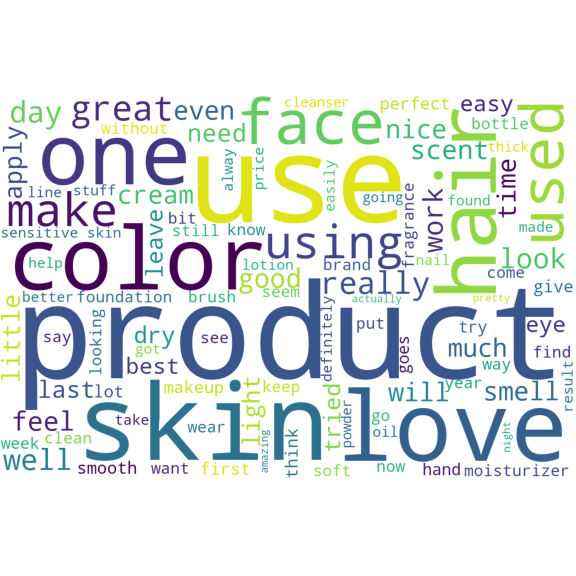 cleanser perfect easy
day great even face nice bottle
without need scent thick
apply one use hair used
alway price easily fragrance work time
make cream going found
line stuff bit using look made
sensitive skin leave still know
color good lotion brand nail come
help seem really give
better foundation brush actually pretty
product
little say looking dry see definitely put try eye
got goes much way find
best
last lot makeup keep will year smell result
feel take skin light tried powder love
week clean wear go
well think oil night
smooth want first amazing soft now hand moisturizer